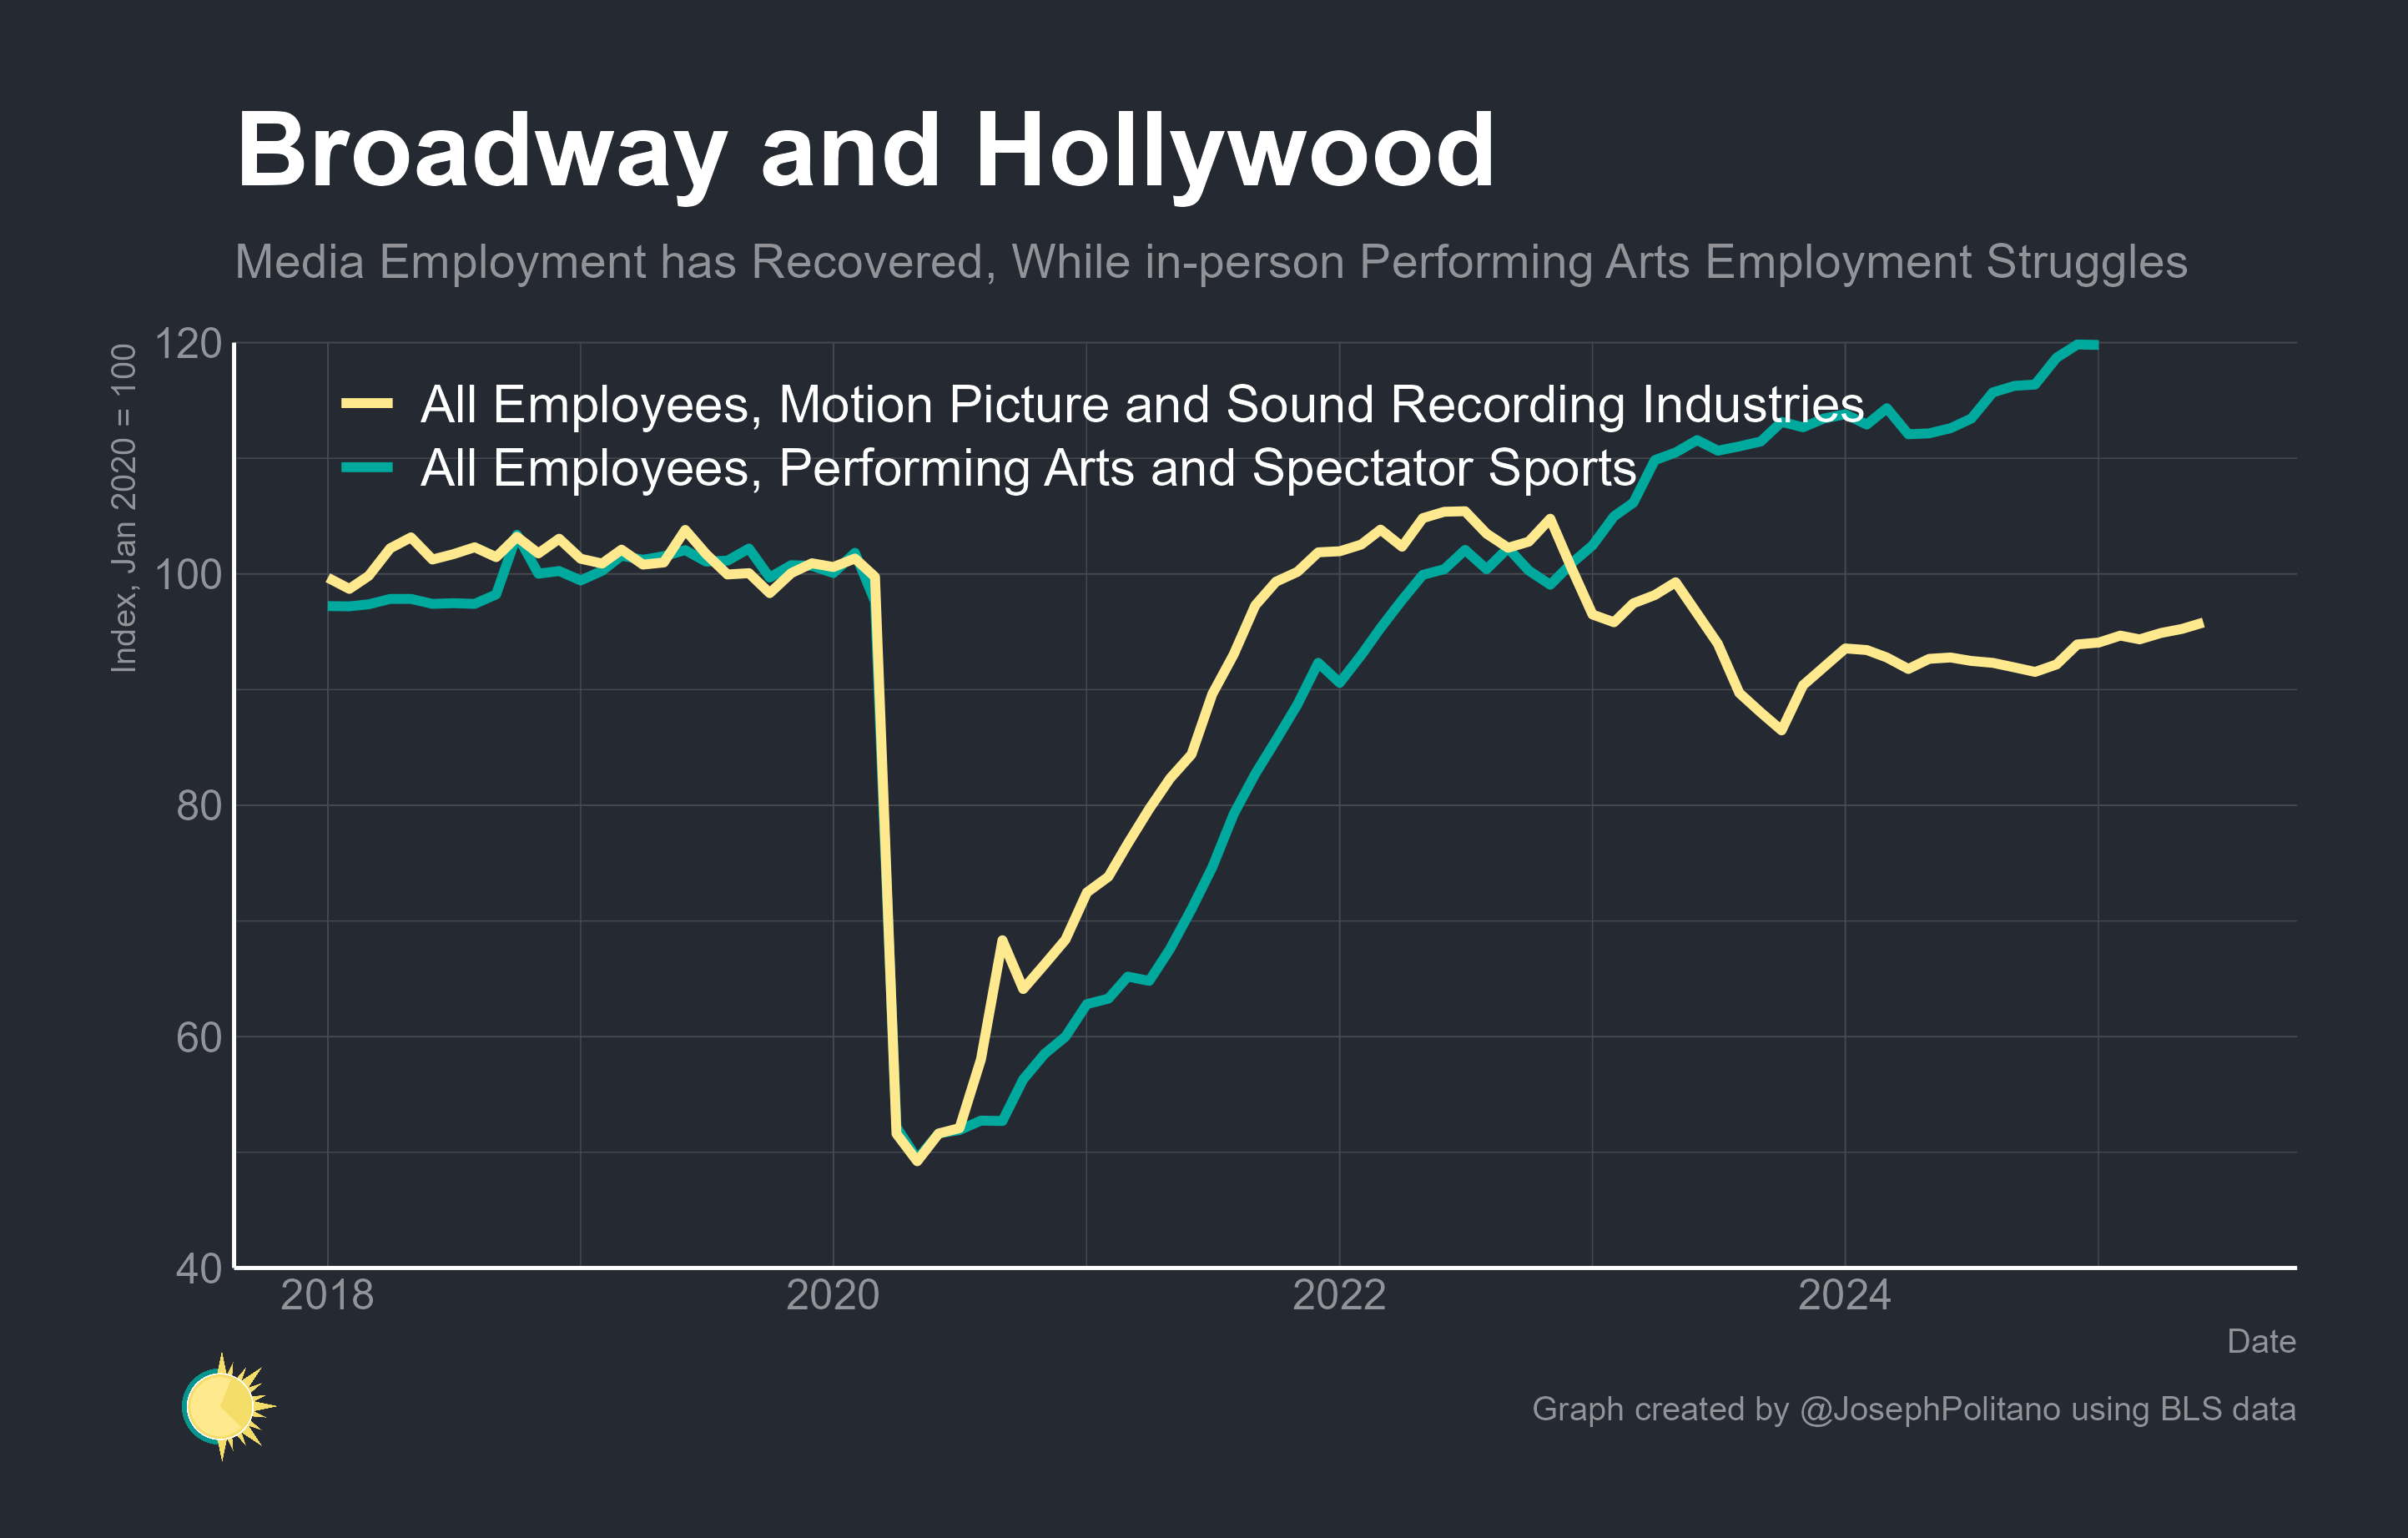 Broadway and Hollywood
Media Employment has Recovered, While in-person Performing Arts Employment Struggles
Index, Jan 2020 = 100
120
100
80
60
40
All Employees, Motion Picture and Sound Recording Industries
All Employees, Performing Arts and Spectator Sports
2018
2020
2022
2024
Date
Graph created by @JosephPolitano using BLS data